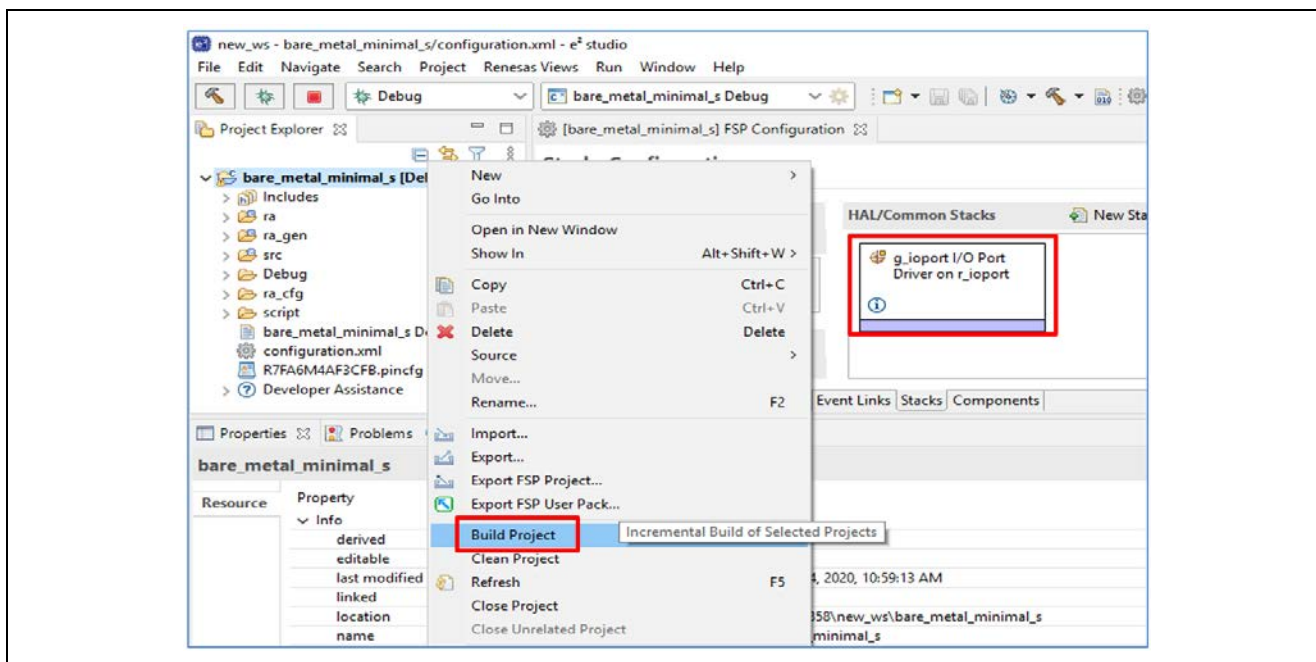 new_ws - bare_metal_minimal_s/configuration.xml - e² studio
File Edit Navigate Search Project Renesas Views Run Window Help
Debug
bare_metal_minimal_s Debug
010
Project Explorer
[bare_metal_minimal_s] FSP Configuration
bare_metal_minimal_s [De
Includes
ra
ra_gen
src
Debug
ra_cfg
script
bare_metal_minimal_s D
configuration.xml
R7FA6M4AF3CFB.pincfg
Developer Assistance
New
Go Into
Open in New Window
Show In Alt+Shift+W >
Copy Ctrl+C
Paste Ctrl+V
Delete Delete
Source
Move...
Rename... F2
Import...
Export...
Export FSP Project...
Export FSP User Pack...
Build Project
Incremental Build of Selected Projects
Clean Project
Refresh F5
Close Project
Close Unrelated Project
HAL/Common Stacks
New Sta
g_ioport I/O Port
Driver on r_ioport
Event Links Stacks Components
Properties Problems
bare_metal_minimal_s
Resource
Property
Info
derived
editable
last modified
linked
location
name
4, 2020, 10:59:13 AM
358\new_ws\bare_metal_minimal_s
minimal_s